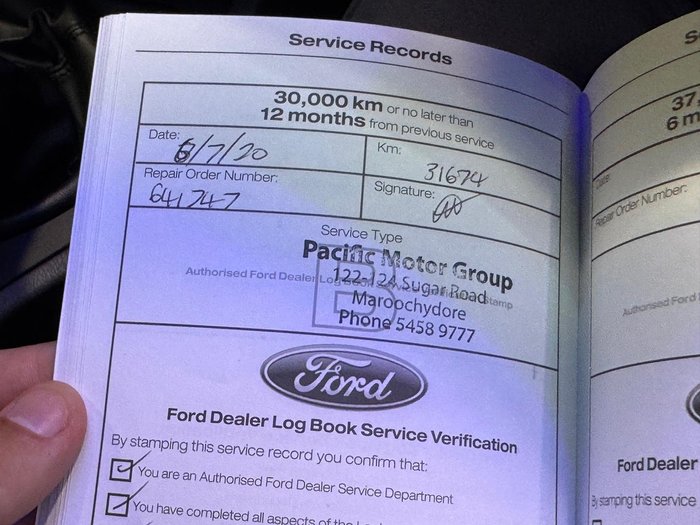 Service Records
30,000 km or no later than
12 months from previous service
Date: /7/20
Km: 31674
Repair Order Number: 641747
Signature:
Service Type
B
Pacific Motor Group
Authorised Ford Dealer Log Book Stamp
122-124 Sugar Road
Maroochydore
Phone 5458 9777
Ford
Ford Dealer Log Book Service Verification
By stamping this service record you confirm that:
You are an Authorised Ford Dealer Service Department
You have completed all aspects of the
S
37,
6 m
Date:
Repair Order Number:
Authorised Ford
Ford Dealer
By stamping this service